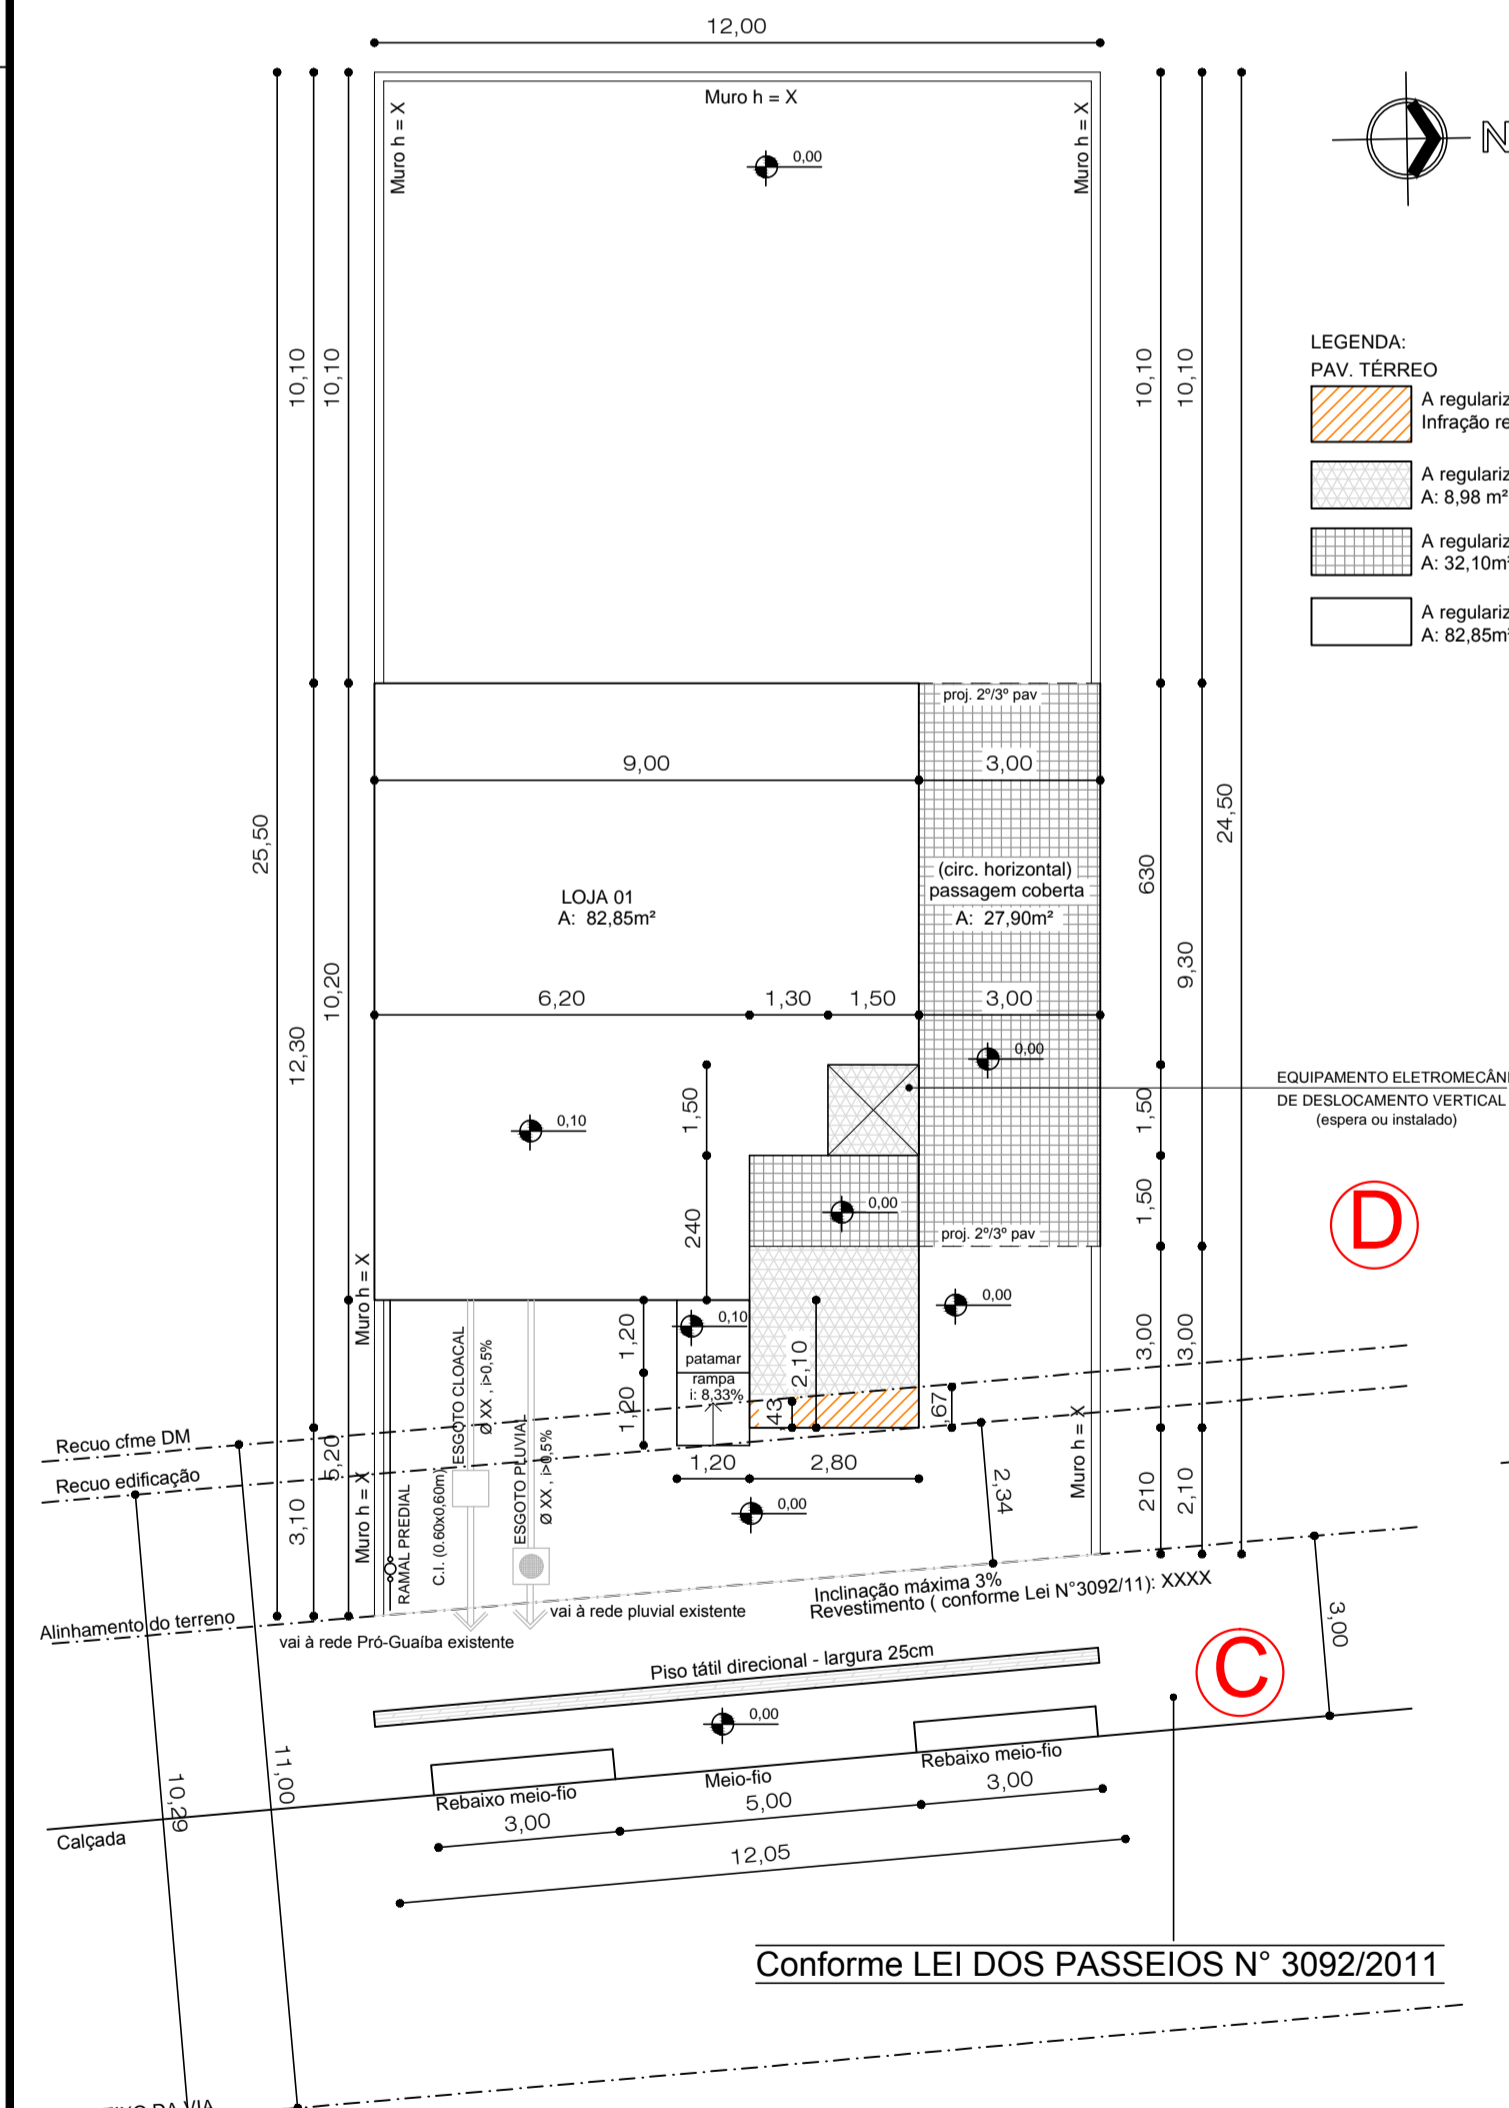 12,00
Muro h = X
Muro h = X
Muro h = X
0,00
N
10,10
10,10
10,10
10,10
LEGENDA:
PAV. TÉRREO
A regulariz
Infração re
A regulariz
A: 8,98 m²
A regulariz
A: 32,10m²
A regulariz
A: 82,85m²
proj. 2º/3º pav
9,00
3,00
25,50
24,50
LOJA 01
A: 82,85m²
(circ. horizontal)
passagem coberta
A: 27,90m²
630
9,30
10,20
12,30
6,20
1,30
1,50
3,00
0,00
EQUIPAMENTO ELETROMECÂN
DE DESLOCAMENTO VERTICAL
(espera ou instalado)
1,50
1,50
0,10
0,00
240
1,50
proj. 2º/3º pav
D
Muro h = X
0,10
0,00
patamar
rampa
i: 8,33%
1,20
1,20
2,10
3,00
3,00
,43
,67
ESGOTO CLOACAL
Ø XX , i>0,5%
ESGOTO PLUVIAL
Ø XX , i>0,5%
Recuo cfme DM
Recuo edificação
5,20
3,10
Muro h = X
RAMAL PREDIAL
C.I. (0.60x0,60m)
1,20
2,80
0,00
2,34
Muro h = X
210
2,10
Inclinação máxima 3%
Revestimento ( conforme Lei N°3092/11): XXXX
Alinhamento do terreno
vai à rede pluvial existente
vai à rede Pró-Guaíba existente
3,00
Piso tátil direcional - largura 25cm
C
0,00
Rebaixo meio-fio
Meio-fio
Rebaixo meio-fio
3,00
5,00
3,00
12,05
Calçada
10,29
11,00
Conforme LEI DOS PASSEIOS N° 3092/2011
DA VIA